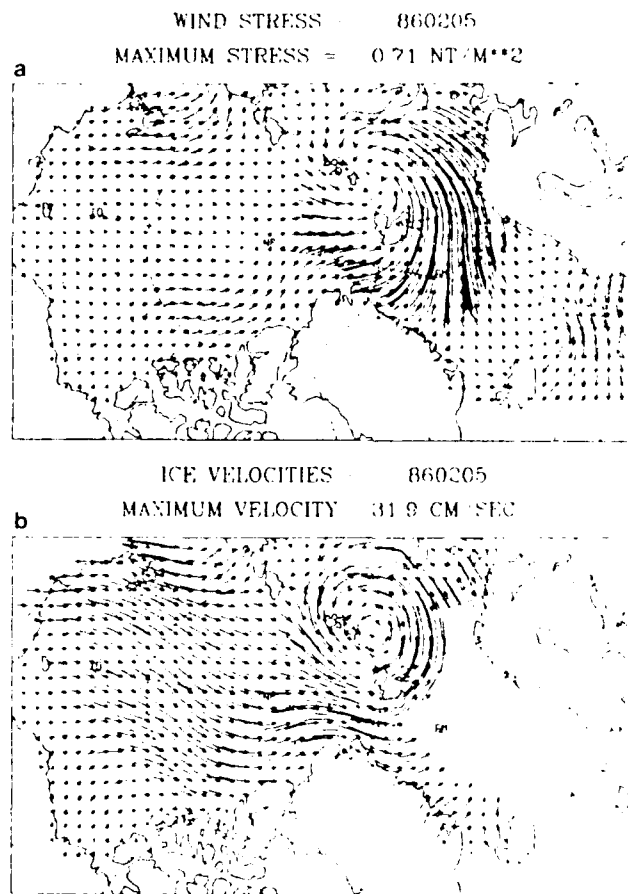 WIND STRESS 860205
MAXIMUM STRESS = 0.71 NT/M**2
a
ICE VELOCITIES 860205
MAXIMUM VELOCITY 31.9 CM/SEC
b